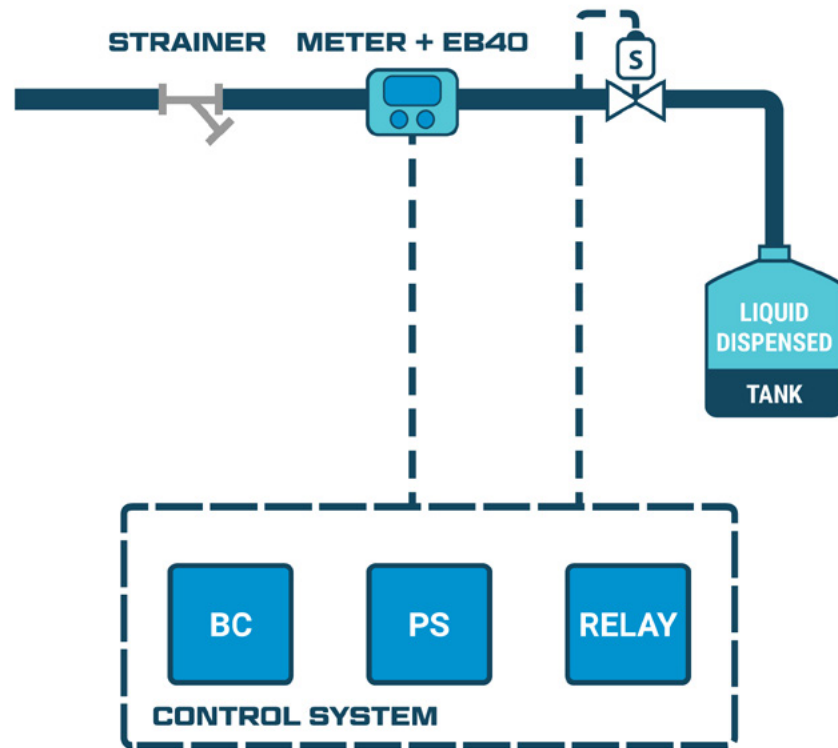 STRAINER
METER + EB40
S
LIQUID
DISPENSED
TANK
BC
PS
RELAY
CONTROL SYSTEM